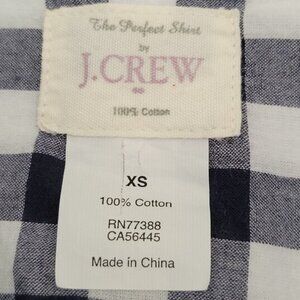 The Perfect Shirt
by
J.CREW
100% Cotton
XS
100% Cotton
RN77388
CA56445
Made in China